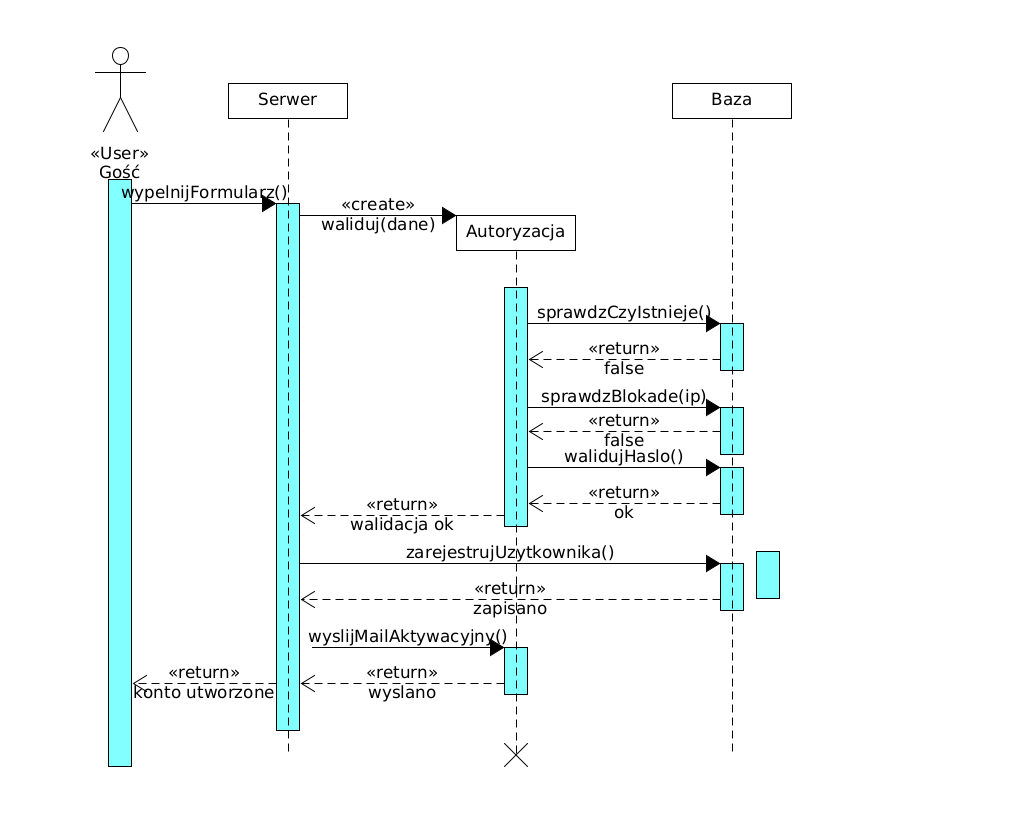 Serwer
Baza
«User»
Gość
wypelnijFormularz()
«create»
waliduj(dane)
Autoryzacja
sprawdzCzyIstnieje()
«return»
false
sprawdzBlokade(ip)
«return»
false
walidujHaslo()
«return»
ok
«return»
walidacja ok
zarejestrujUzytkownika()
«return»
zapisano
wyslijMailAktywacyjny()
«return»
konto utworzone
«return»
wyslano